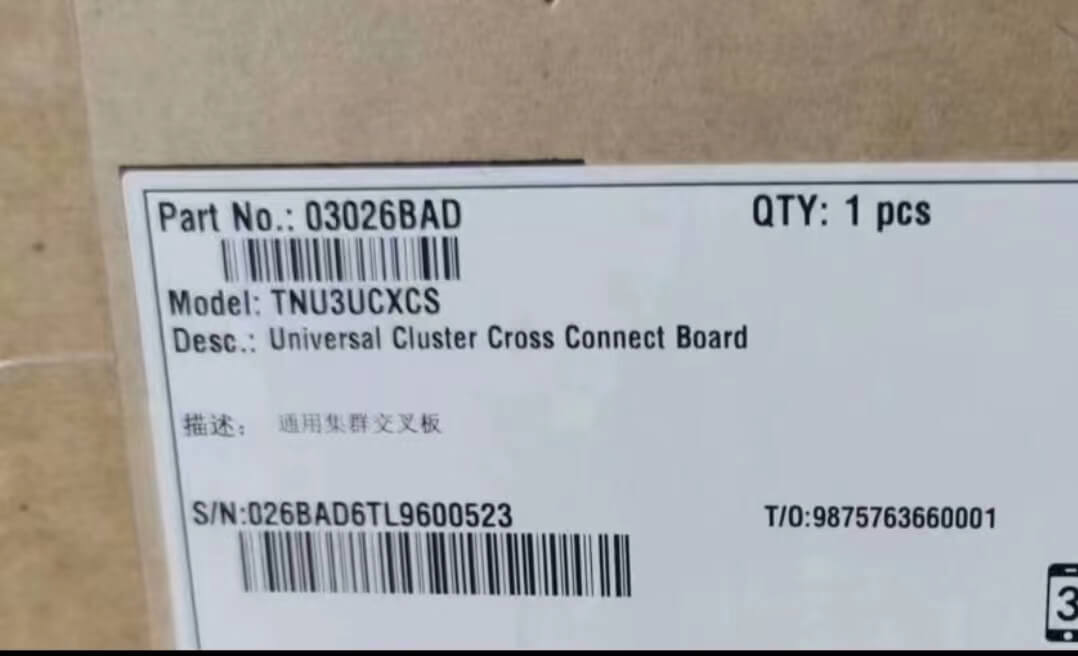 Part No.: 03026BAD QTY: 1 pcs
Model: TNU3UCXCS
Desc.: Universal Cluster Cross Connect Board
描述: 通用集群交叉板
S/N:026BAD6TL9600523 T/O:9875763660001
3